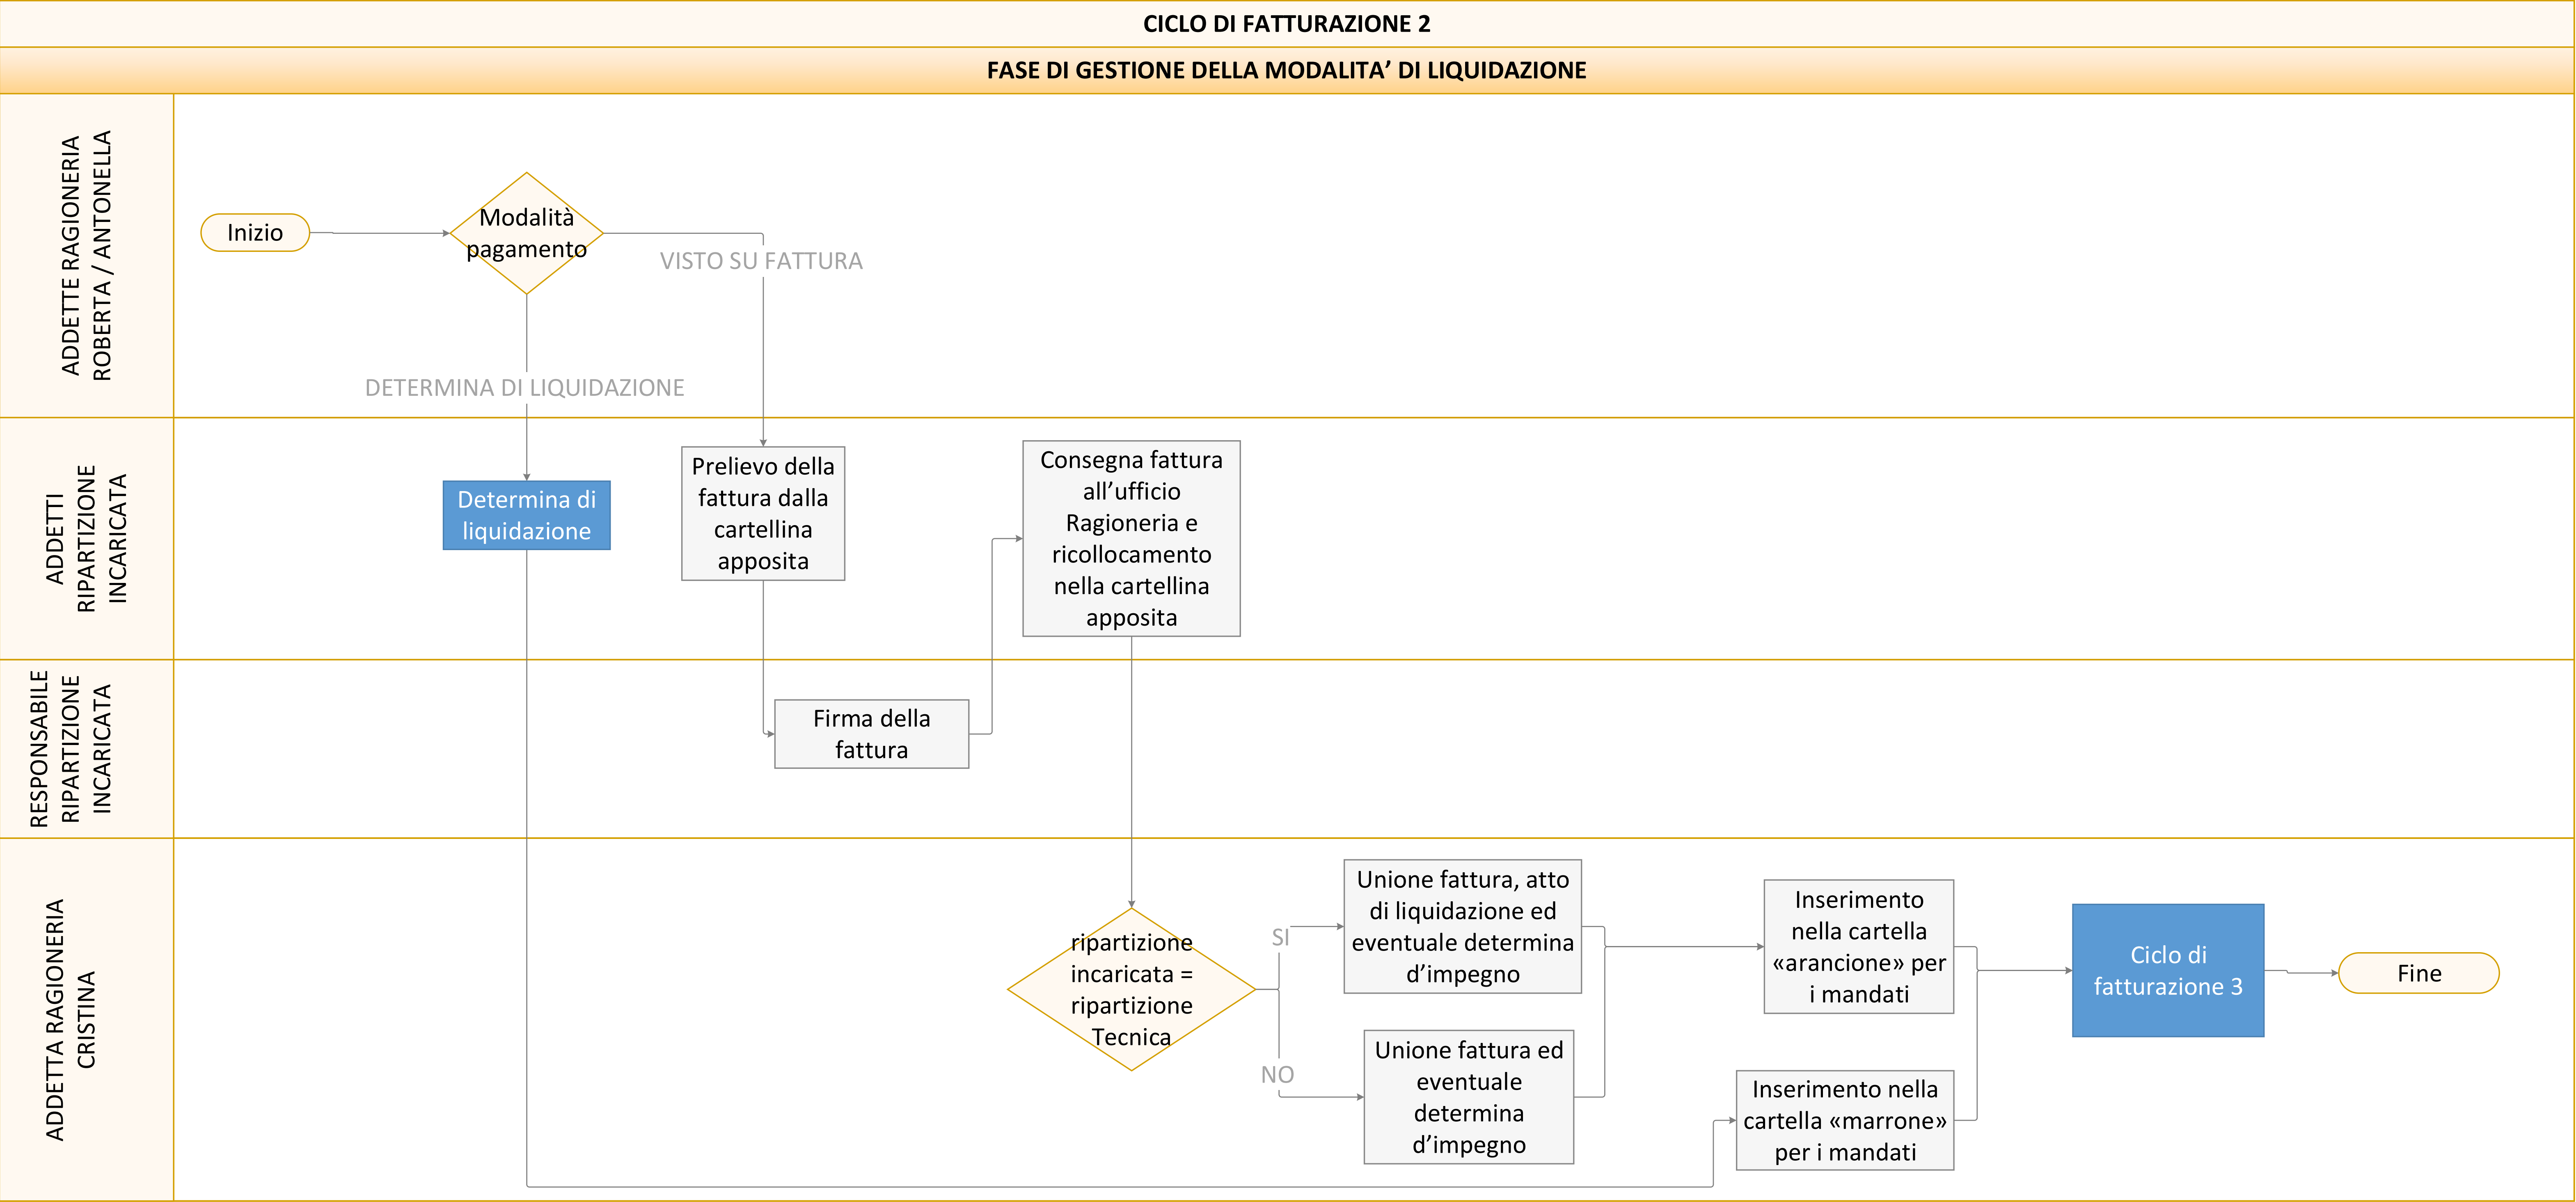 CICLO DI FATTURAZIONE 2
FASE DI GESTIONE DELLA MODALITA’ DI LIQUIDAZIONE
ADDETTE RAGIONERIA
ROBERTA / ANTONELLA
Inizio
Modalità
pagamento
VISTO SU FATTURA
DETERMINA DI LIQUIDAZIONE
ADDETTI
RIPARTIZIONE
INCARICATA
Determina di
liquidazione
Prelievo della
fattura dalla
cartellina
apposita
Consegna fattura
all’ufficio
Ragioneria e
ricollocamento
nella cartellina
apposita
RESPONSABILE
RIPARTIZIONE
INCARICATA
Firma della
fattura
ADDETTA RAGIONERIA
CRISTINA
ripartizione
incaricata =
ripartizione
Tecnica
SI
NO
Unione fattura, atto
di liquidazione ed
eventuale determina
d’impegno
Unione fattura ed
eventuale
determina
d’impegno
Inserimento
nella cartella
«arancione» per
i mandati
Inserimento nella
cartella «marrone»
per i mandati
Ciclo di
fatturazione 3
Fine